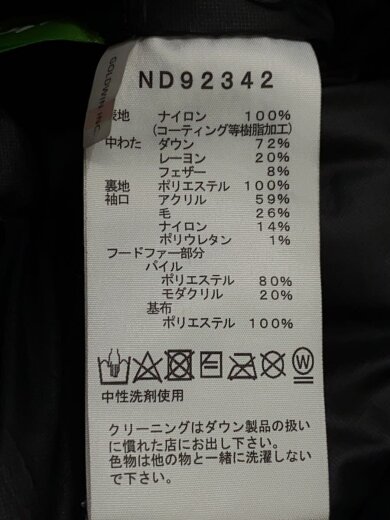 GOLDWIN INC.
ND92342
表地 ナイロン 100%
(コーティング等樹脂加工)
中わた ダウン 72%
レーヨン 20%
フェザー 8%
裏地 ポリエステル 100%
袖口 アクリル 59%
毛 26%
ナイロン 14%
ポリウレタン 1%
フードファー部分
パイル
ポリエステル 80%
モダクリル 20%
基布
ポリエステル 100%
W
中性洗剤使用
クリーニングはダウン製品の扱い
に慣れた店にお出し下さい。
色物は他の物と一緒に洗濯しない
で下さい。